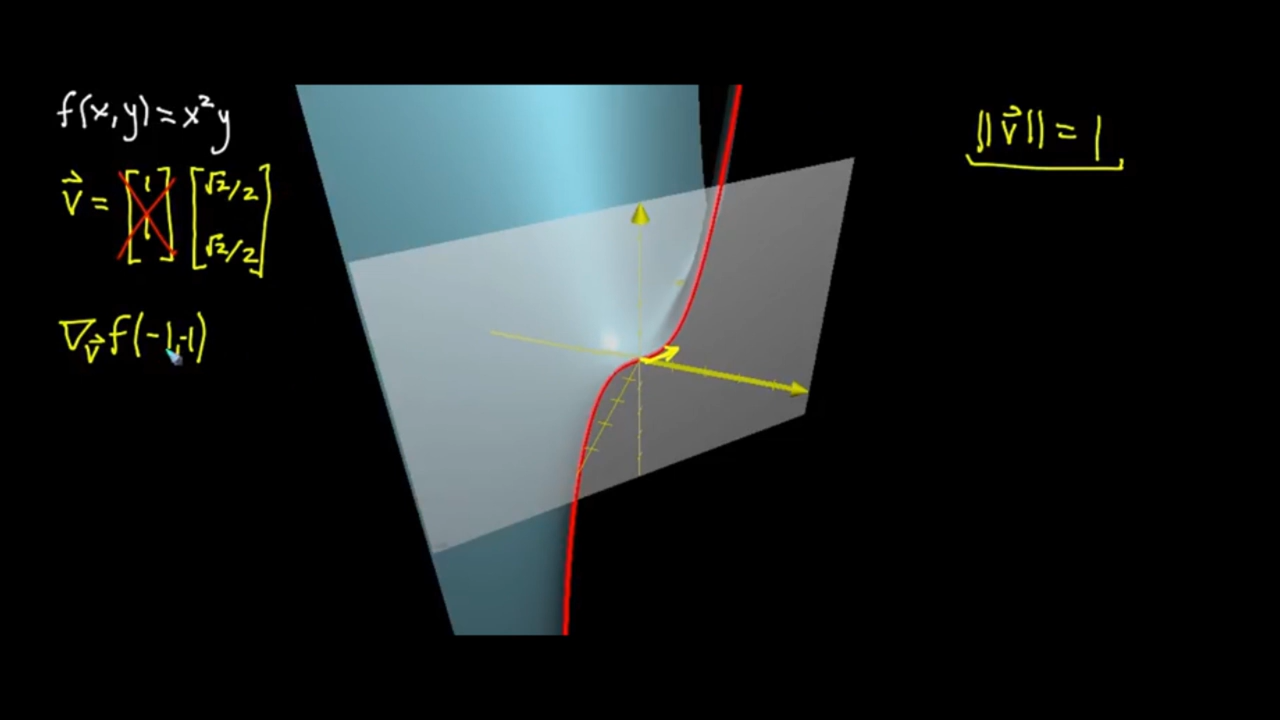 f(x,y)=x²y
||v⃗|| = 1
v⃗ = [1 1] [√2/2 √2/2]
∇v⃗ f(-1,-1)